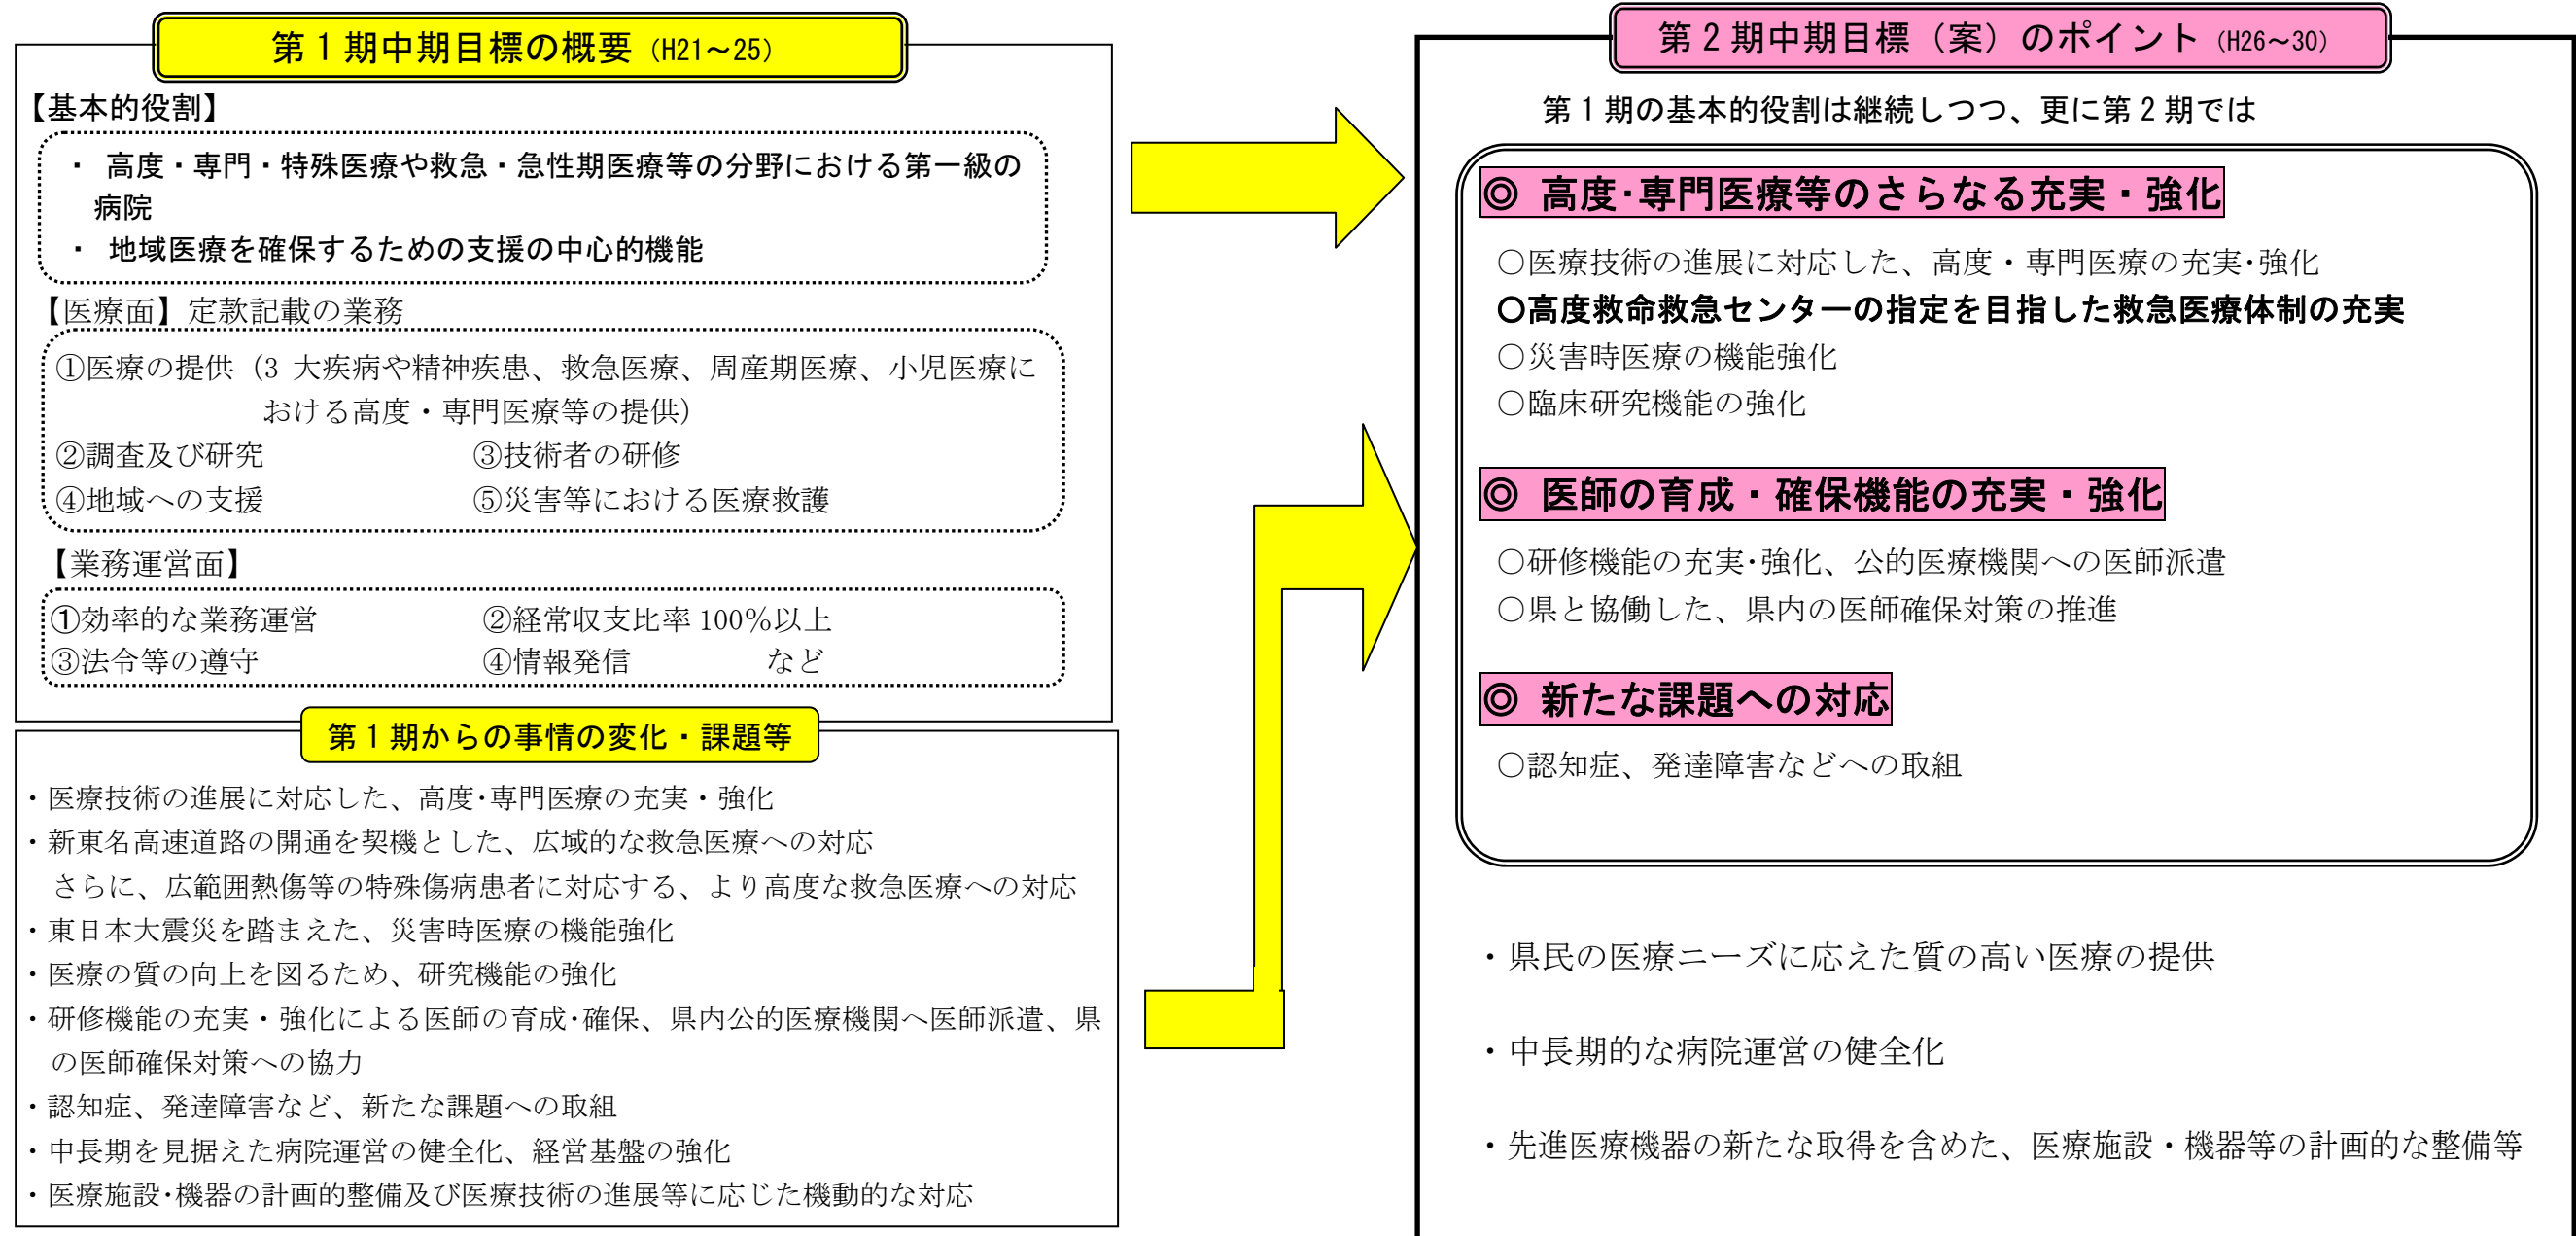 第1期中期目標の概要（H21～25）
【基本的役割】
・ 高度・専門・特殊医療や救急・急性期医療等の分野における第一級の
病院
・ 地域医療を確保するための支援の中心的機能
【医療面】定款記載の業務
①医療の提供（3 大疾病や精神疾患、救急医療、周産期医療、小児医療に
おける高度・専門医療等の提供）
②調査及び研究 ③技術者の研修
④地域への支援 ⑤災害等における医療救護
【業務運営面】
①効率的な業務運営 ②経常収支比率 100％以上
③法令等の遵守 ④情報発信 など
第1期からの事情の変化・課題等
・医療技術の進展に対応した、高度･専門医療の充実・強化
・新東名高速道路の開通を契機とした、広域的な救急医療への対応
さらに、広範囲熱傷等の特殊傷病患者に対応する、より高度な救急医療への対応
・東日本大震災を踏まえた、災害時医療の機能強化
・医療の質の向上を図るため、研究機能の強化
・研修機能の充実・強化による医師の育成･確保、県内公的医療機関へ医師派遣、県
の医師確保対策への協力
・認知症、発達障害など、新たな課題への取組
・中長期を見据えた病院運営の健全化、経営基盤の強化
・医療施設･機器の計画的整備及び医療技術の進展等に応じた機動的な対応
第2期中期目標（案）のポイント（H26～30）
第1期の基本的役割は継続しつつ、更に第2期では
◎ 高度･専門医療等のさらなる充実・強化
○医療技術の進展に対応した、高度・専門医療の充実･強化
○高度救命救急センターの指定を目指した救急医療体制の充実
○災害時医療の機能強化
○臨床研究機能の強化
◎ 医師の育成・確保機能の充実・強化
○研修機能の充実･強化、公的医療機関への医師派遣
○県と協働した、県内の医師確保対策の推進
◎ 新たな課題への対応
○認知症、発達障害などへの取組
・県民の医療ニーズに応えた質の高い医療の提供
・中長期的な病院運営の健全化
・先進医療機器の新たな取得を含めた、医療施設・機器等の計画的な整備等